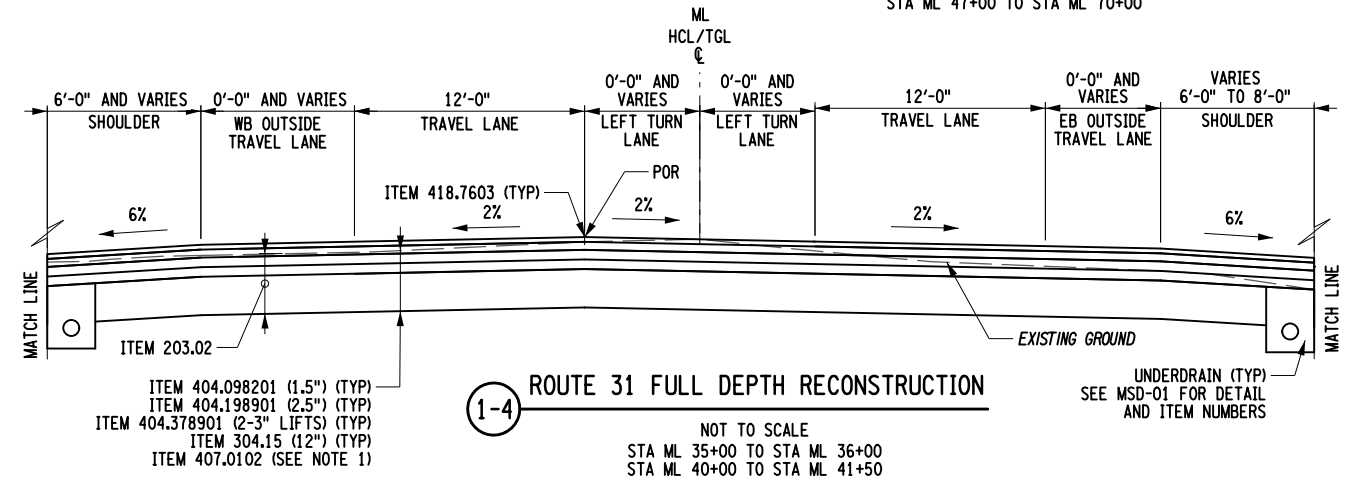 STA ML 47+00 TO STA ML 70+00
ML
HCL/TGL
℄
6'-0" AND VARIES
SHOULDER
0'-0" AND VARIES
WB OUTSIDE
TRAVEL LANE
12'-0"
TRAVEL LANE
0'-0" AND
VARIES
LEFT TURN
LANE
0'-0" AND
VARIES
LEFT TURN
LANE
12'-0"
TRAVEL LANE
0'-0" AND
VARIES
EB OUTSIDE
TRAVEL LANE
VARIES
6'-0" TO 8'-0"
SHOULDER
ITEM 418.7603 (TYP)
POR
6%
2%
2%
2%
6%
MATCH LINE
MATCH LINE
ITEM 203.02
EXISTING GROUND
ITEM 404.098201 (1.5") (TYP)
ITEM 404.198901 (2.5") (TYP)
ITEM 404.378901 (2-3" LIFTS) (TYP)
ITEM 304.15 (12") (TYP)
ITEM 407.0102 (SEE NOTE 1)
1-4
ROUTE 31 FULL DEPTH RECONSTRUCTION
NOT TO SCALE
STA ML 35+00 TO STA ML 36+00
STA ML 40+00 TO STA ML 41+50
UNDERDRAIN (TYP)
SEE MSD-01 FOR DETAIL
AND ITEM NUMBERS